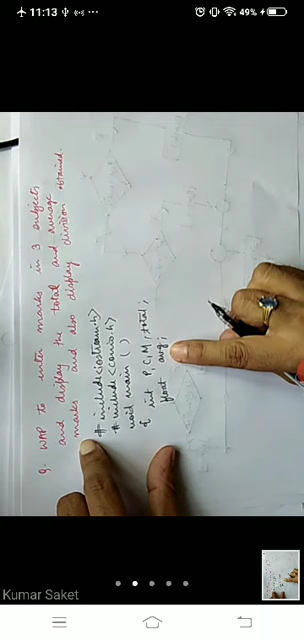 11:13
49%
Q. WAP to enter marks in 3 subjects
and display the total and average
marks and also display division obtained.
# include<iostream.h>
# include<conio.h>
void main ( )
{ int P, C, M, total;
float avg;
Kumar Saket